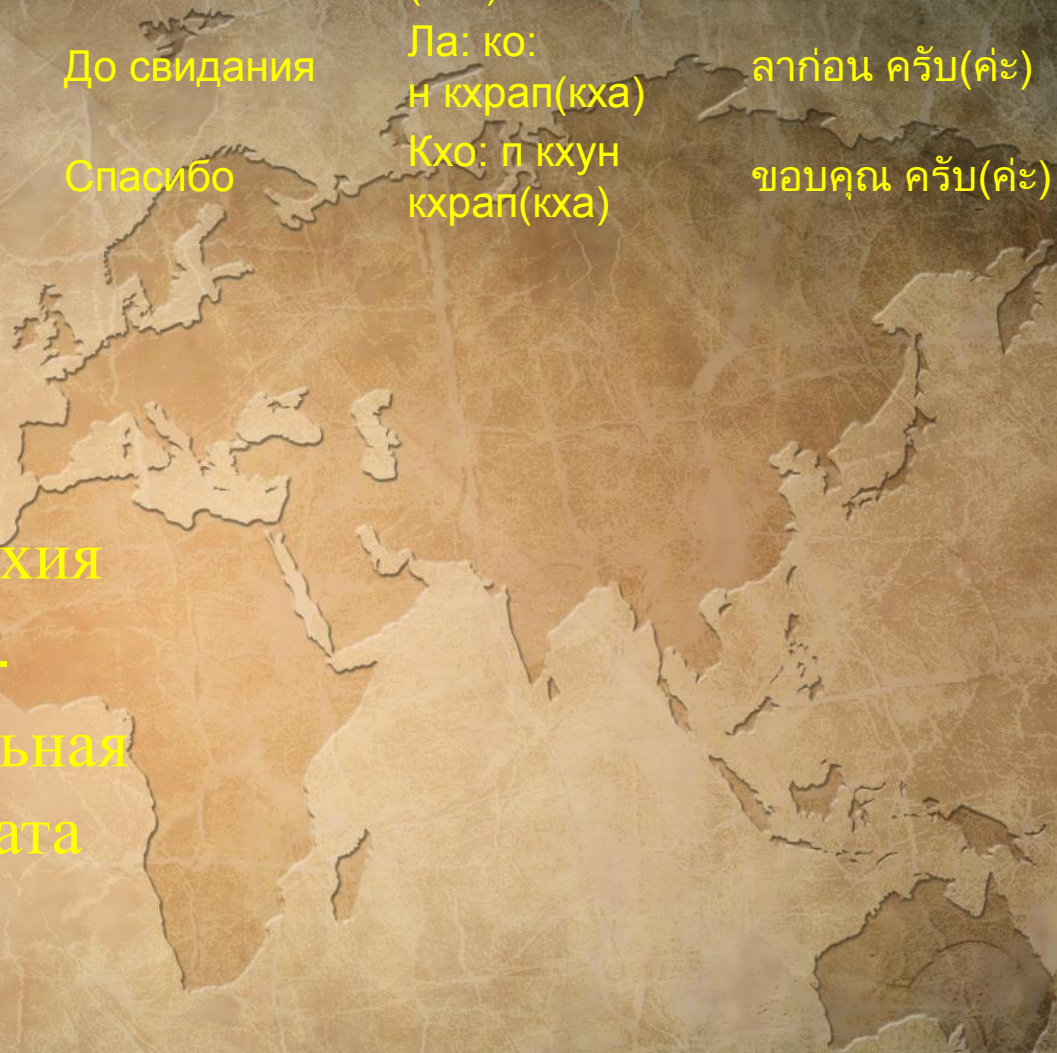 До свидания
Ла: ко:
н кхрап(кха)
ลาก่อน ครับ(ค่ะ)
Спасибо
Кхо: п кхун
кхрап(кха)
ขอบคุณ ครับ(ค่ะ)
хия
-
ьная
ата